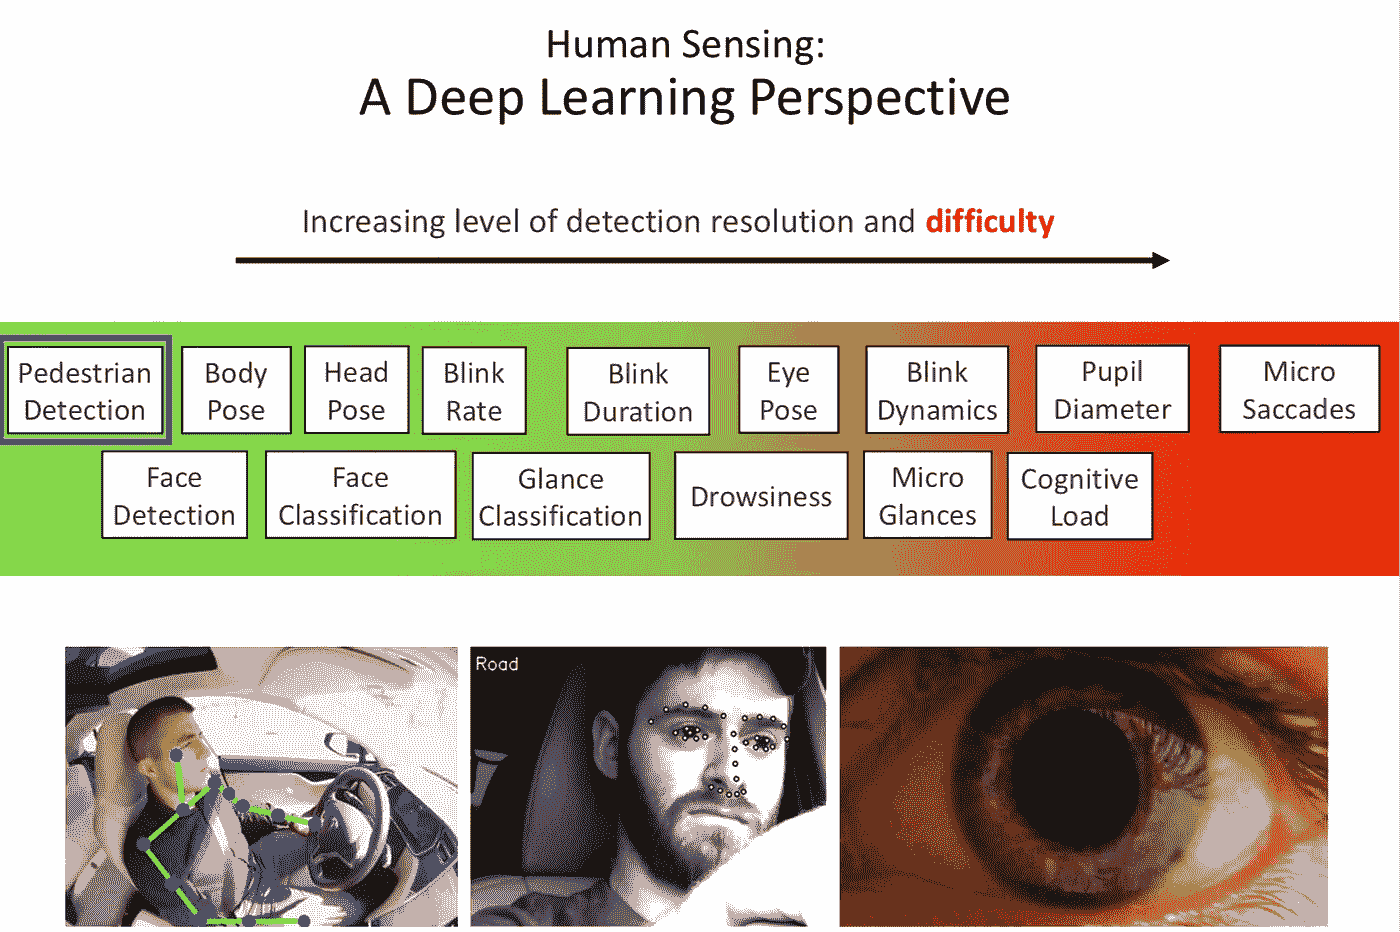 Human Sensing:
A Deep Learning Perspective
Increasing level of detection resolution and difficulty
Pedestrian
Detection
Body
Pose
Head
Pose
Blink
Rate
Blink
Duration
Eye
Pose
Blink
Dynamics
Pupil
Diameter
Micro
Saccades
Face
Detection
Face
Classification
Glance
Classification
Drowsiness
Micro
Glances
Cognitive
Load
Road